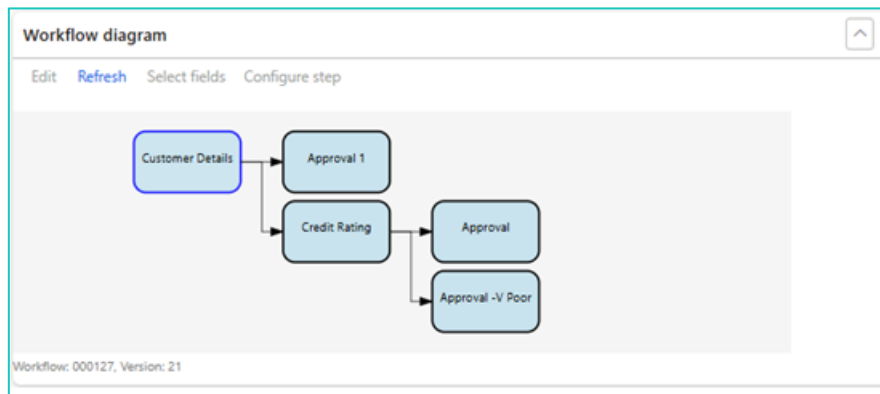 Workflow diagram
Edit Refresh Select fields Configure step
Customer Details Approval 1
Credit Rating Approval
Approval -V Poor
Workflow: 000127, Version: 21